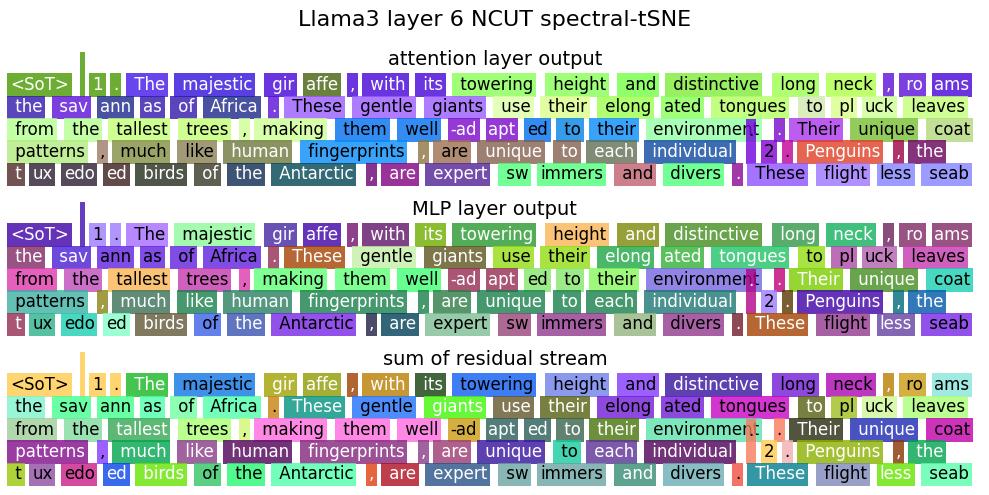 Llama3 layer 6 NCUT spectral-tSNE
attention layer output
<SoT> 1 . The majestic gir affe , with its towering height and distinctive long neck , ro ams
the sav ann as of Africa . These gentle giants use their elong ated tongues to pl uck leaves
from the tallest trees , making them well -ad apt ed to their environment . Their unique coat
patterns , much like human fingerprints , are unique to each individual 2 . Penguins , the
t ux edo ed birds of the Antarctic , are expert sw immers and divers . These flight less seab
MLP layer output
<SoT> 1 . The majestic gir affe , with its towering height and distinctive long neck , ro ams
the sav ann as of Africa . These gentle giants use their elong ated tongues to pl uck leaves
from the tallest trees , making them well -ad apt ed to their environment . Their unique coat
patterns , much like human fingerprints , are unique to each individual 2 . Penguins , the
t ux edo ed birds of the Antarctic , are expert sw immers and divers . These flight less seab
sum of residual stream
<SoT> 1 . The majestic gir affe , with its towering height and distinctive long neck , ro ams
the sav ann as of Africa . These gentle giants use their elong ated tongues to pl uck leaves
from the tallest trees , making them well -ad apt ed to their environment . Their unique coat
patterns , much like human fingerprints , are unique to each individual 2 . Penguins , the
t ux edo ed birds of the Antarctic , are expert sw immers and divers . These flight less seab